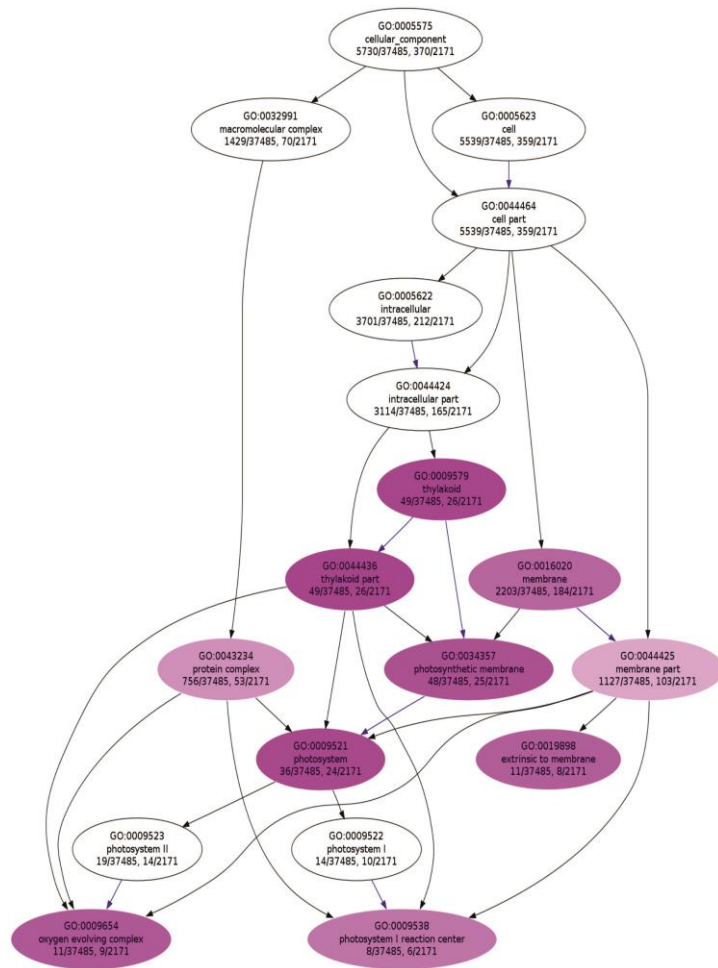 GO:0005575
cellular_component
5730/37485, 370/2171
GO:0032991
macromolecular complex
1429/37485, 70/2171
GO:0005623
cell
5539/37485, 359/2171
GO:0044464
cell part
5539/37485, 359/2171
GO:0005622
intracellular
3701/37485, 212/2171
GO:0044424
intracellular part
3114/37485, 165/2171
GO:0009579
thylakoid
49/37485, 26/2171
GO:0044436
thylakoid part
49/37485, 26/2171
GO:0016020
membrane
2203/37485, 184/2171
GO:0043234
protein complex
756/37485, 53/2171
GO:0034357
photosynthetic membrane
48/37485, 25/2171
GO:0044425
membrane part
1127/37485, 103/2171
GO:0009521
photosystem
36/37485, 24/2171
GO:0019898
extrinsic to membrane
11/37485, 8/2171
GO:0009523
photosystem II
19/37485, 14/2171
GO:0009522
photosystem I
14/37485, 10/2171
GO:0009654
oxygen evolving complex
11/37485, 9/2171
GO:0009538
photosystem I reaction center
8/37485, 6/2171